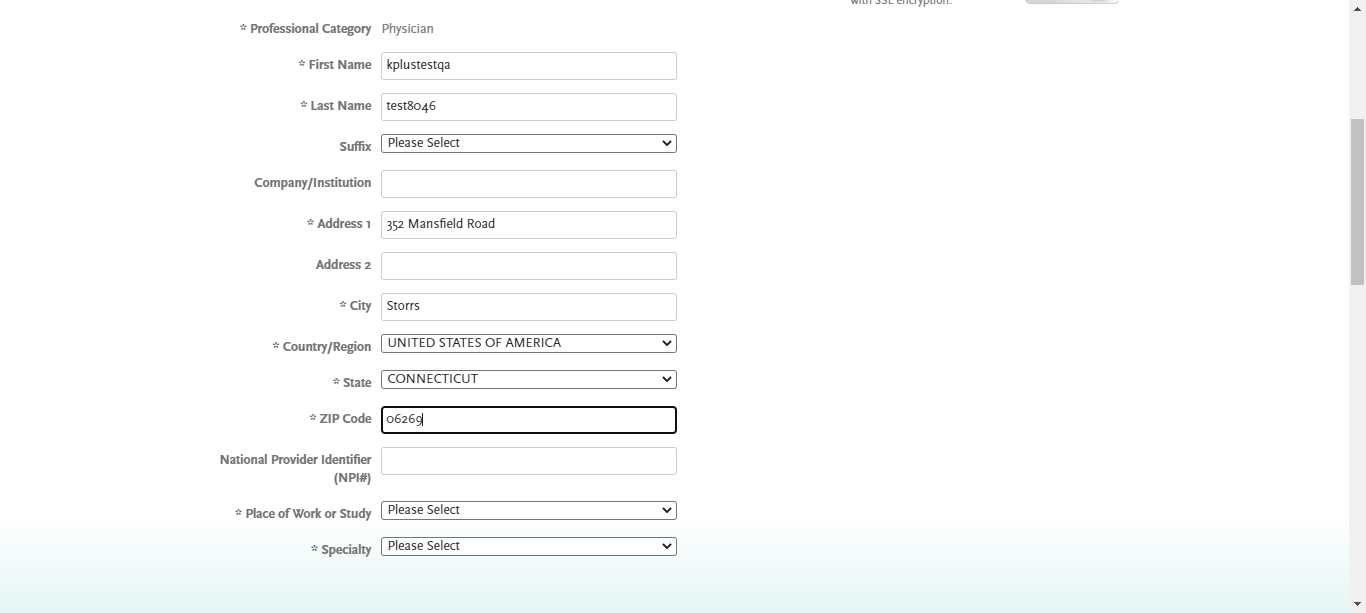 with SSL encryption.
* Professional Category Physician
* First Name kplustestqa
* Last Name test8046
Suffix Please Select
Company/Institution
* Address 1 352 Mansfield Road
Address 2
* City Storrs
* Country/Region UNITED STATES OF AMERICA
* State CONNECTICUT
* ZIP Code 06269
National Provider Identifier
(NPI#)
* Place of Work or Study Please Select
* Specialty Please Select